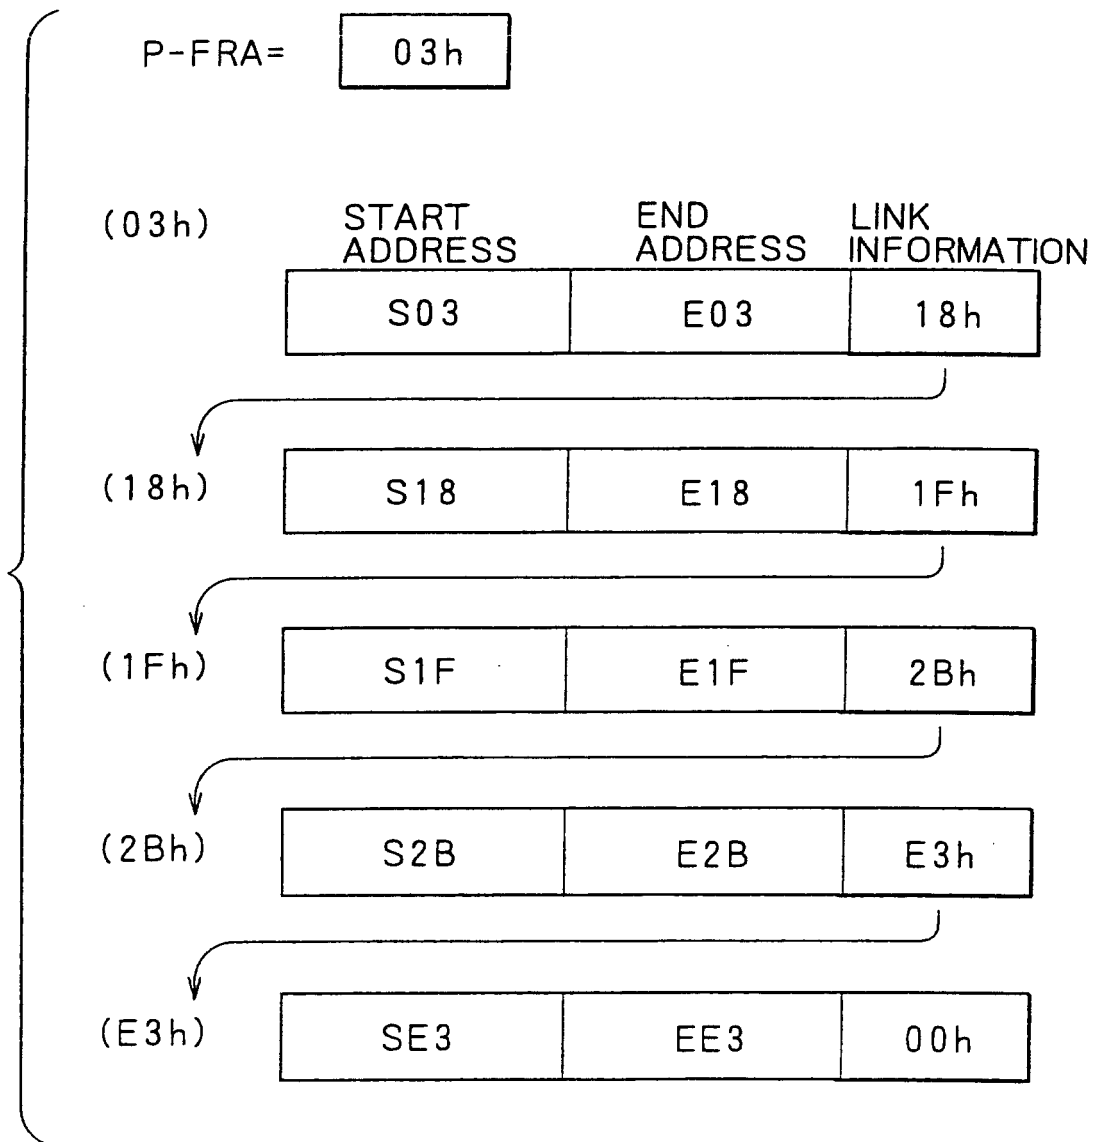 P-FRA= 03h
(03h) START ADDRESS END ADDRESS LINK INFORMATION
S03 E03 18h
(18h) S18 E18 1Fh
(1Fh) S1F E1F 2Bh
(2Bh) S2B E2B E3h
(E3h) SE3 EE3 00h